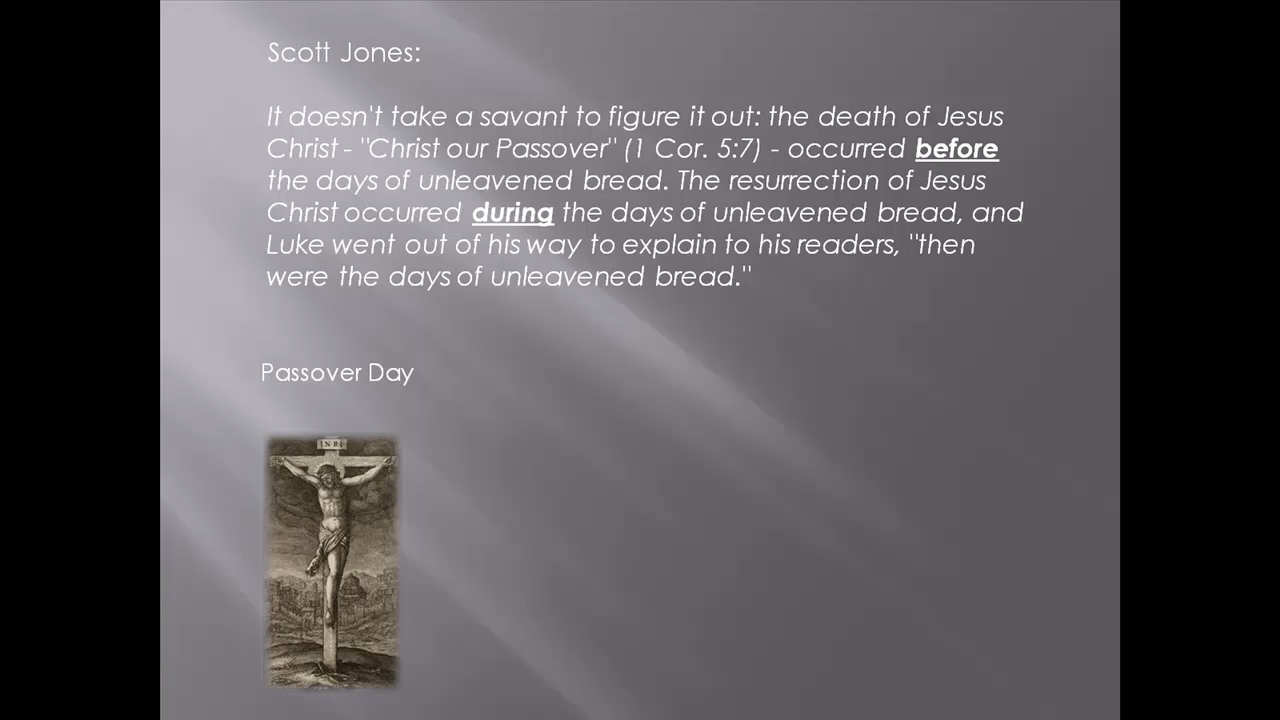 Scott Jones:
It doesn't take a savant to figure it out: the death of Jesus
Christ - "Christ our Passover" (1 Cor. 5:7) - occurred before
the days of unleavened bread. The resurrection of Jesus
Christ occurred during the days of unleavened bread, and
Luke went out of his way to explain to his readers, "then
were the days of unleavened bread."
Passover Day
INRI